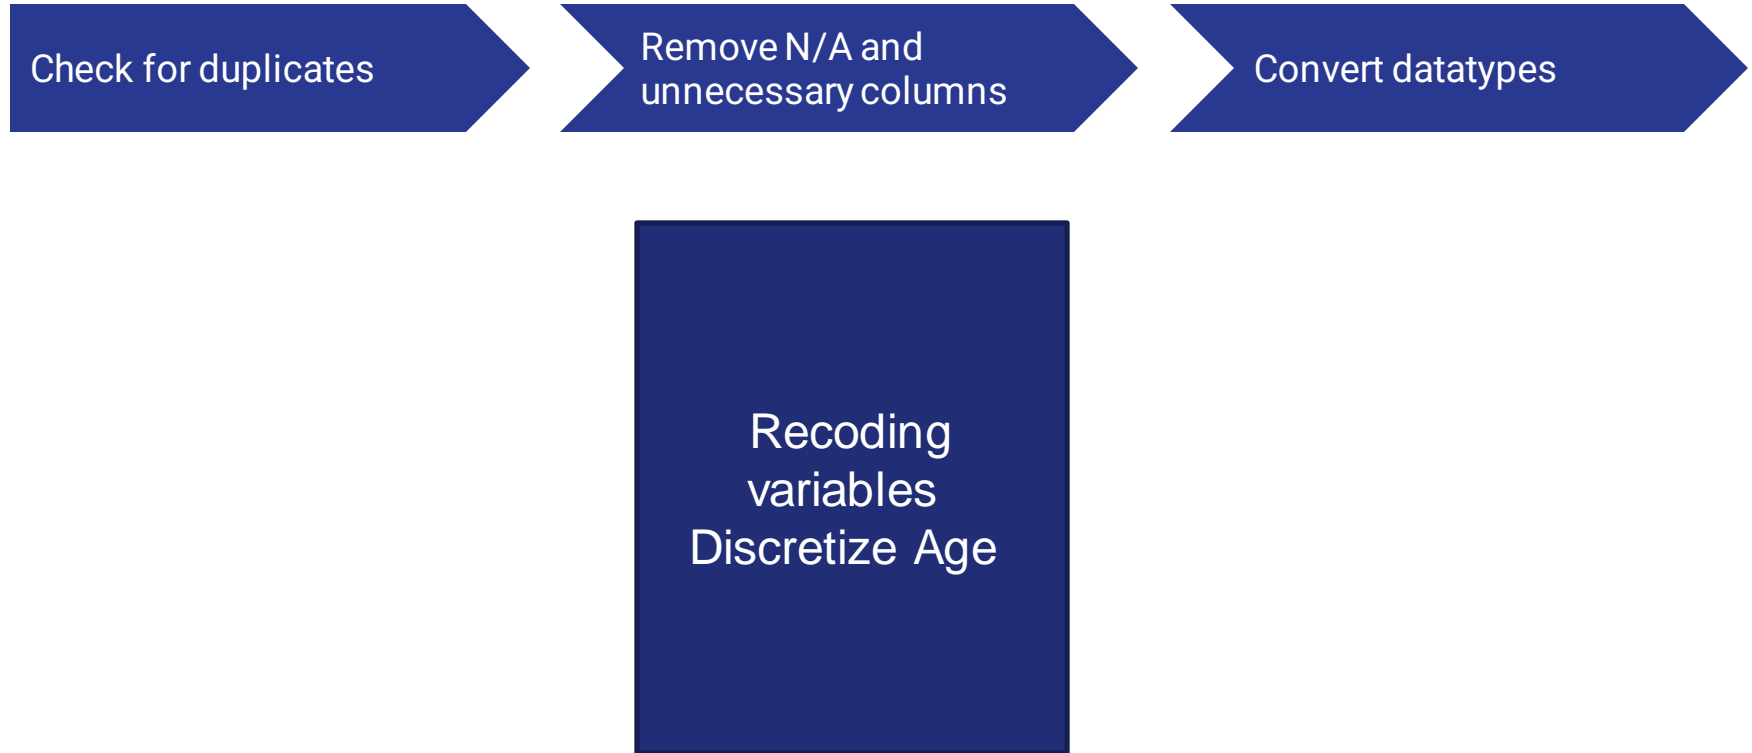 Check for duplicates
Remove N/A and
unnecessary columns
Convert datatypes
Recoding
variables
Discretize Age